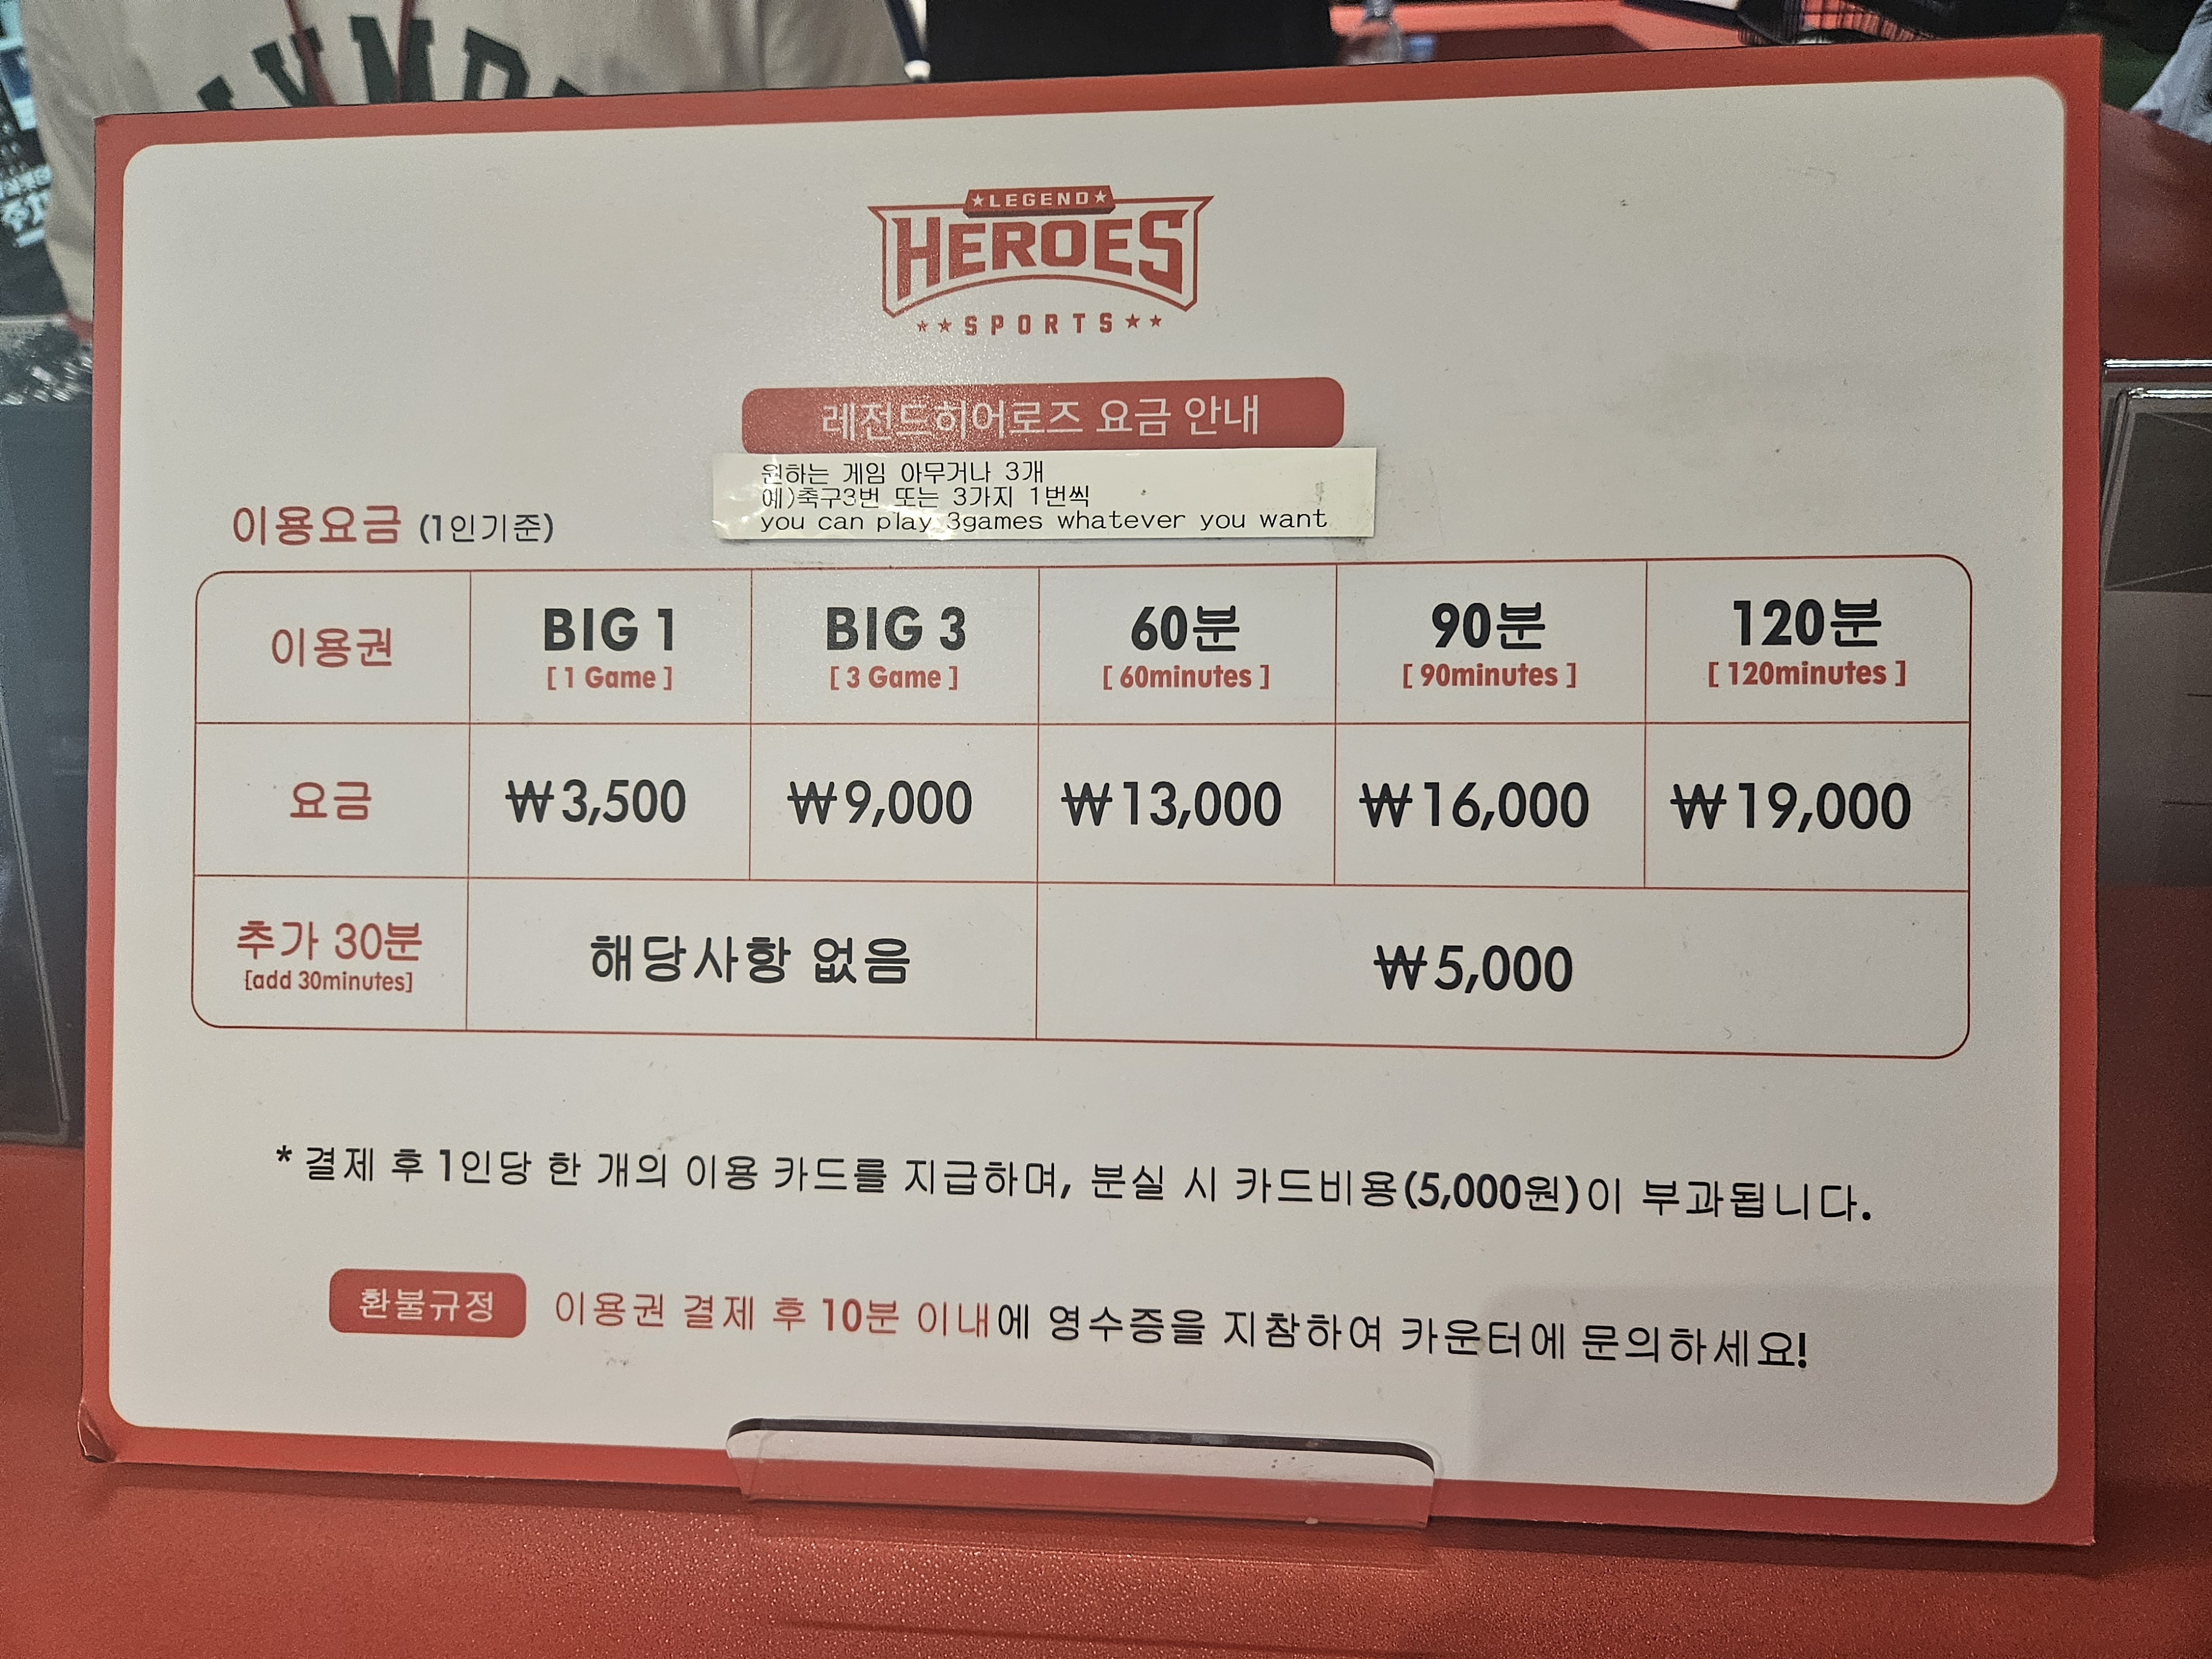 LEGEND
HEROES
SPORTS
레전드히어로즈 요금 안내
원하는 게임 아무거나 3개
예)축구3번 또는 3가지 1번씩
you can play 3games whatever you want
이용요금 (1인기준)
이용권 BIG 1 BIG 3 60분 90분 120분
[ 1 Game ] [ 3 Game ] [ 60minutes ] [ 90minutes ] [ 120minutes ]
요금 ₩3,500 ₩9,000 ₩13,000 ₩16,000 ₩19,000
추가 30분 해당사항 없음 ₩5,000
[add 30minutes]
* 결제 후 1인당 한 개의 이용 카드를 지급하며, 분실 시 카드비용(5,000원)이 부과됩니다.
환불규정 이용권 결제 후 10분 이내에 영수증을 지참하여 카운터에 문의하세요!